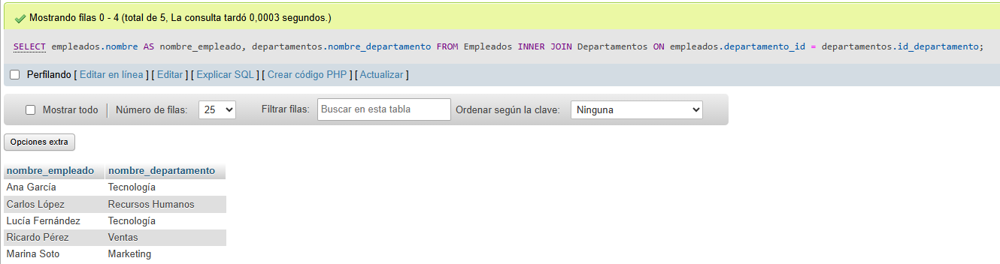 Mostrando filas 0 - 4 (total de 5, La consulta tardó 0,0003 segundos.)
SELECT empleados.nombre AS nombre_empleado, departamentos.nombre_departamento FROM Empleados INNER JOIN Departamentos ON empleados.departamento_id = departamentos.id_departamento;
Perfilando [ Editar en línea ] [ Editar ] [ Explicar SQL ] [ Crear código PHP ] [ Actualizar ]
Mostrar todo Número de filas: 25 Filtrar filas: Buscar en esta tabla Ordenar según la clave: Ninguna
Opciones extra
nombre_empleado nombre_departamento
Ana García Tecnología
Carlos López Recursos Humanos
Lucía Fernández Tecnología
Ricardo Pérez Ventas
Marina Soto Marketing